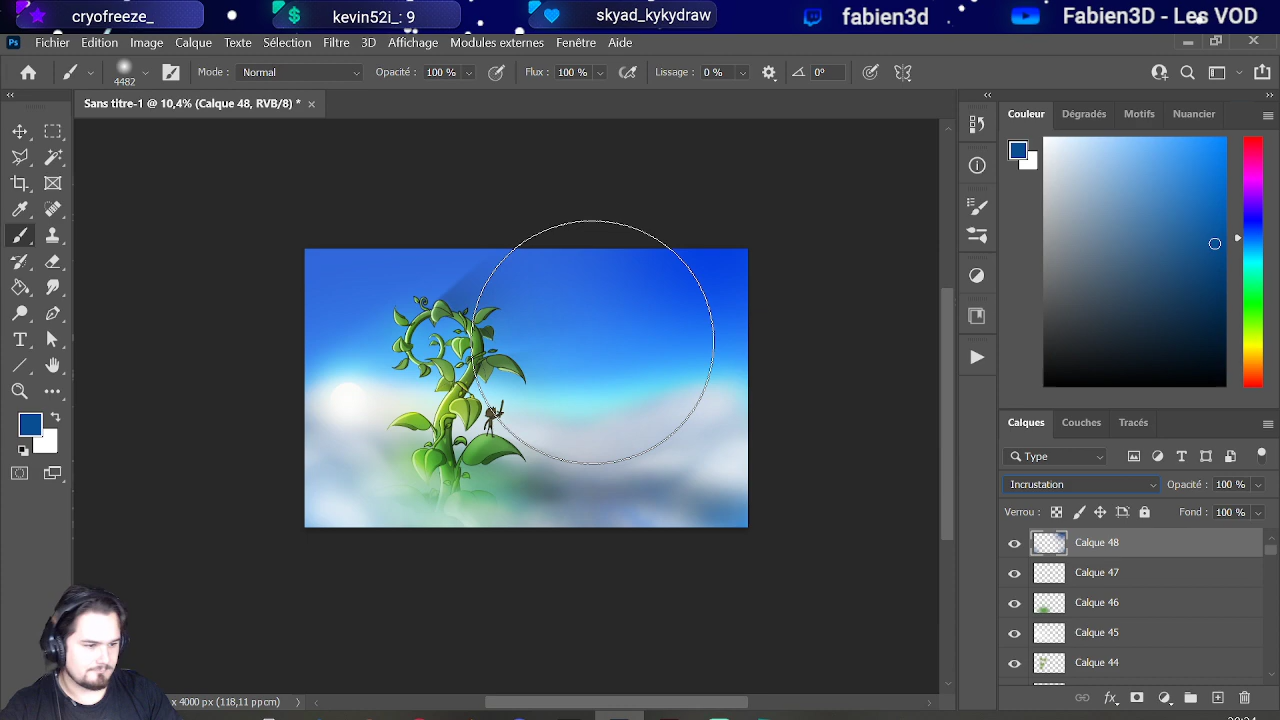 cryofreeze_
kevin52i_: 9
skyad_kykydraw
fabien3d
Fabien3D - Les VOD
Ps Fichier Edition Image Calque Texte Sélection Filtre 3D Affichage Modules externes Fenêtre Aide
4482
Mode : Normal
Opacité : 100 %
Flux : 100 %
Lissage : 0 %
0°
Sans titre-1 @ 10,4% (Calque 48, RVB/8) *
Couleur Dégradés Motifs Nuancier
Calques Couches Tracés
Type
Incrustation
Opacité : 100 %
Verrou :
Fond : 100 %
Calque 48
Calque 47
Calque 46
Calque 45
Calque 44
x 4000 px (118,11 ppcm)